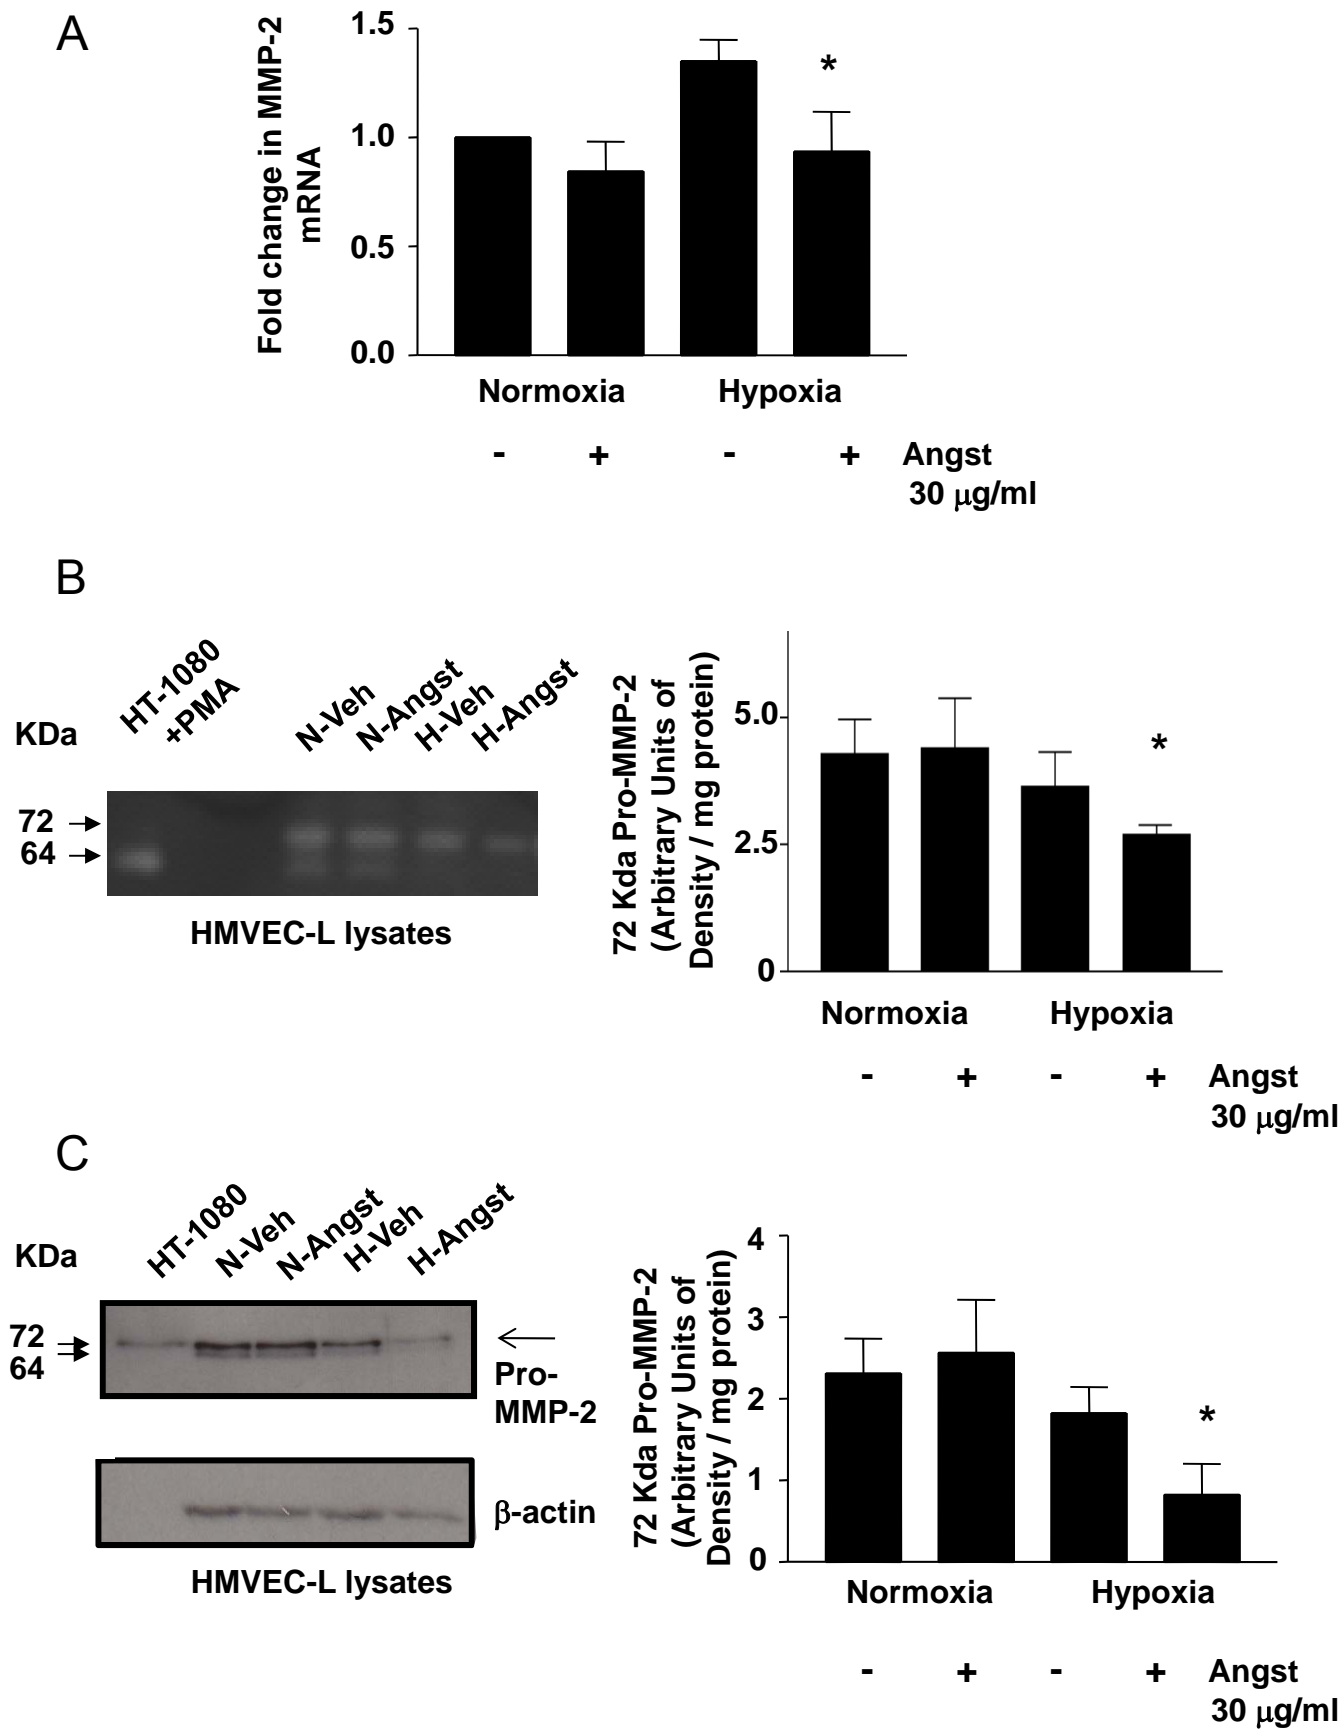 A
Fold change in MMP-2
mRNA
1.5
1.0
0.5
0.0
*
Normoxia Hypoxia
- + - + Angst
30 μg/ml
B
KDa
HT-1080
+PMA
N-Veh
N-Angst
H-Veh
H-Angst
72
64
HMVEC-L lysates
72 Kda Pro-MMP-2
(Arbitrary Units of
Density / mg protein)
5.0
2.5
0
*
Normoxia Hypoxia
- + - + Angst
30 μg/ml
C
KDa
HT-1080
N-Veh
N-Angst
H-Veh
H-Angst
72
64
Pro-
MMP-2
β-actin
HMVEC-L lysates
72 Kda Pro-MMP-2
(Arbitrary Units of
Density / mg protein)
4
3
2
1
0
*
Normoxia Hypoxia
- + - + Angst
30 μg/ml